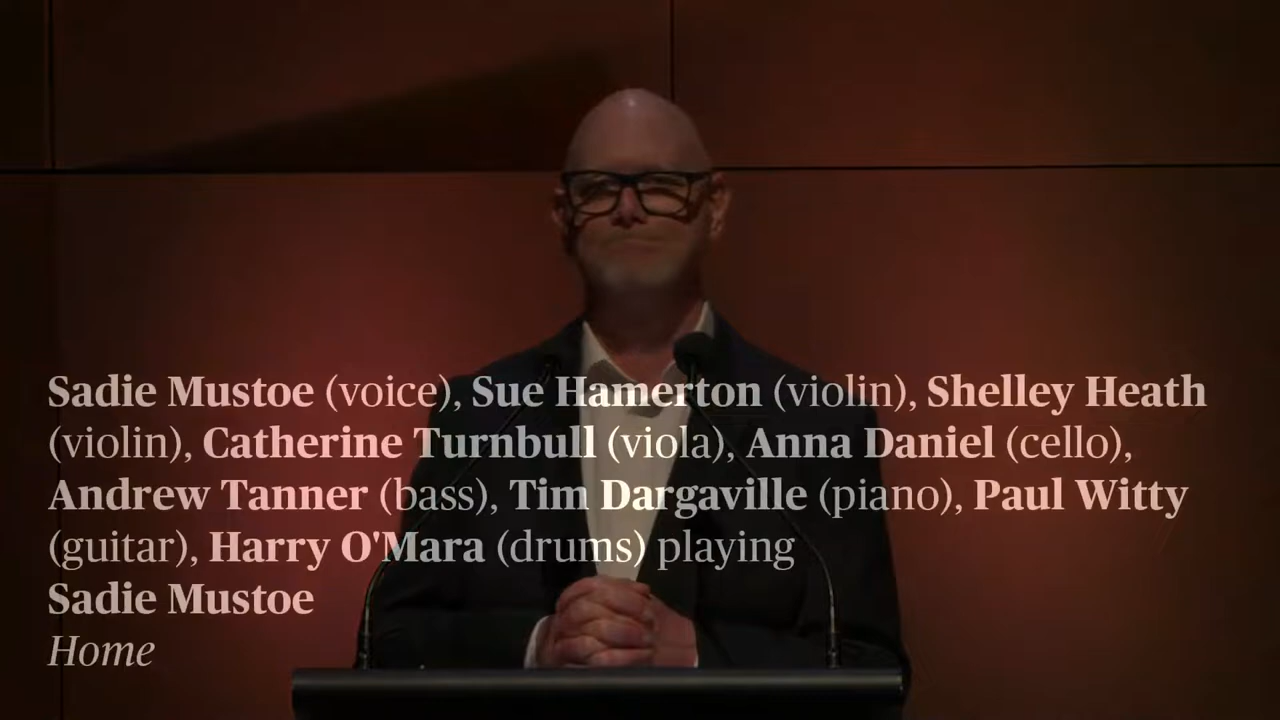 Sadie Mustoe (voice), Sue Hamerton (violin), Shelley Heath
(violin), Catherine Turnbull (viola), Anna Daniel (cello),
Andrew Tanner (bass), Tim Dargaville (piano), Paul Witty
(guitar), Harry O'Mara (drums) playing
Sadie Mustoe
Home